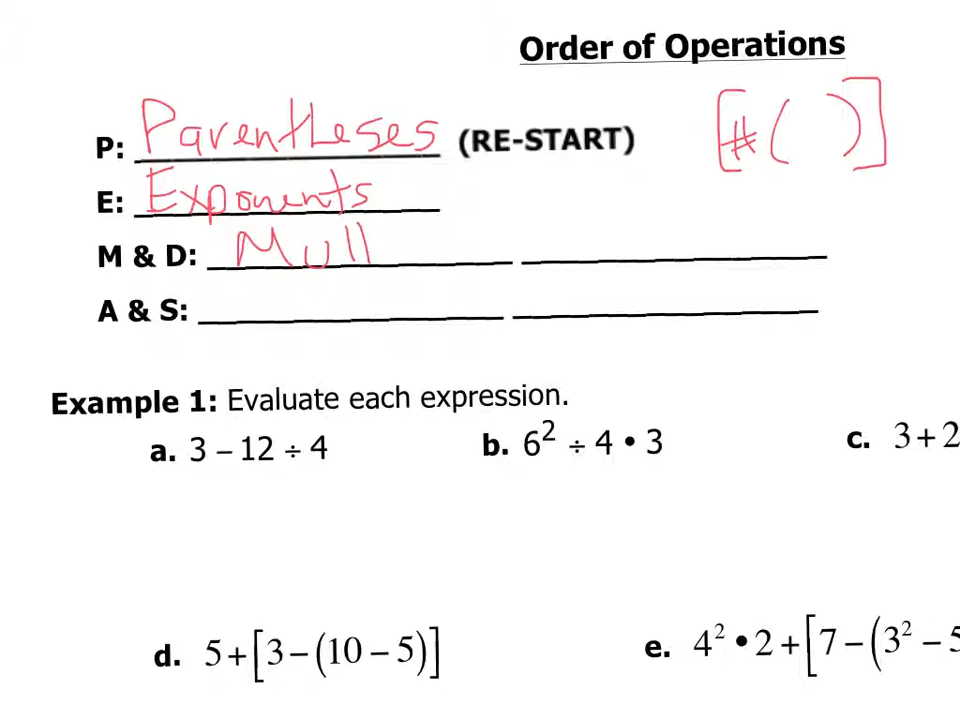 Order of Operations
P: Parentheses (RE-START) [#( )]
E: Exponents
M & D: Mull
A & S:
Example 1: Evaluate each expression.
a. 3 – 12 ÷ 4 b. 6² ÷ 4 • 3 c. 3 + 2
d. 5 + [3 – (10 – 5)] e. 4² • 2 + [7 – (3² – 5